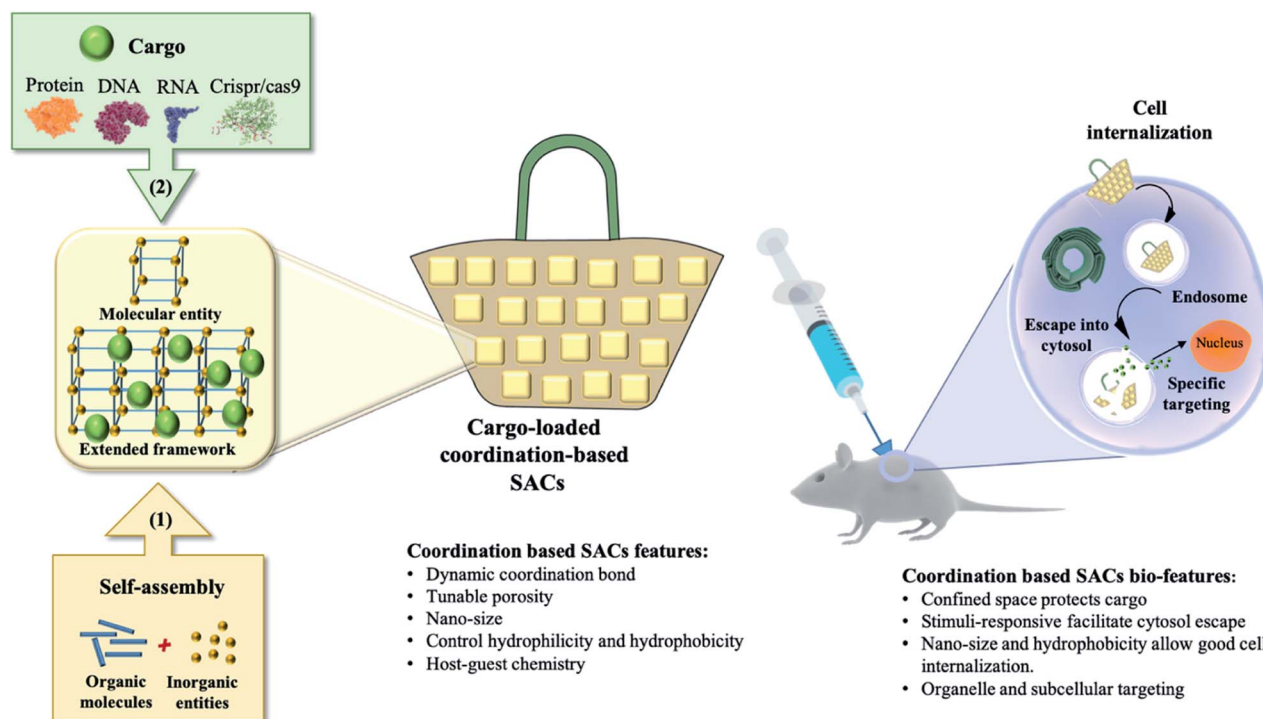 Cargo
Protein DNA RNA Crispr/cas9
(2)
Molecular entity
Extended framework
(1)
Self-assembly
+
Organic
molecules
Inorganic
entities
Cargo-loaded
coordination-based
SACs
Coordination based SACs features:
• Dynamic coordination bond
• Tunable porosity
• Nano-size
• Control hydrophilicity and hydrophobicity
• Host-guest chemistry
Cell
internalization
Endosome
Escape into
cytosol
Nucleus
Specific
targeting
Coordination based SACs bio-features:
• Confined space protects cargo
• Stimuli-responsive facilitate cytosol escape
• Nano-size and hydrophobicity allow good cell
internalization.
• Organelle and subcellular targeting